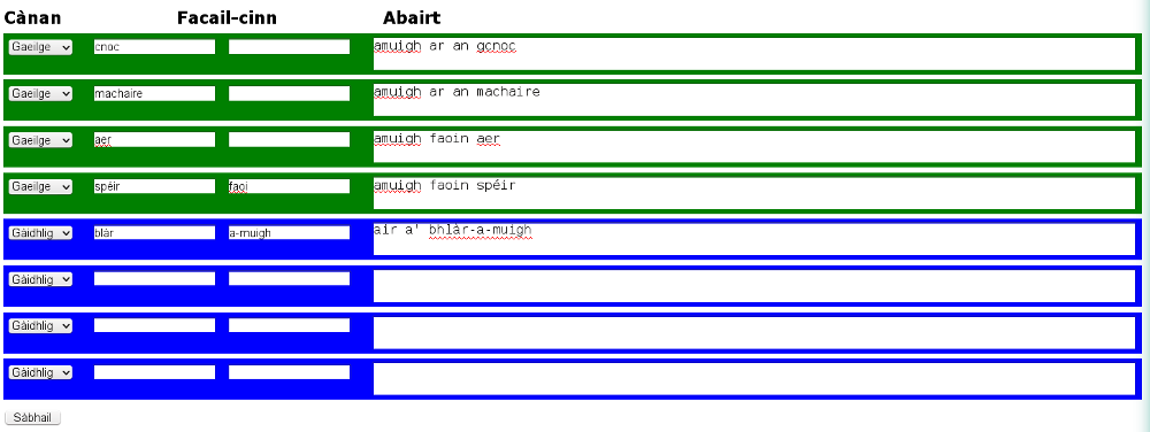 Cànan Facail-cinn Abairt
Gaeilge cnoc amuigh ar an gcnoc
Gaeilge machaire amuigh ar an machaire
Gaeilge aer amuigh faoin aer
Gaeilge spéir faoi amuigh faoin spéir
Gàidhlig blàr a-muigh air a' bhlàr-a-muigh
Gàidhlig
Gàidhlig
Gàidhlig
Sàbhail